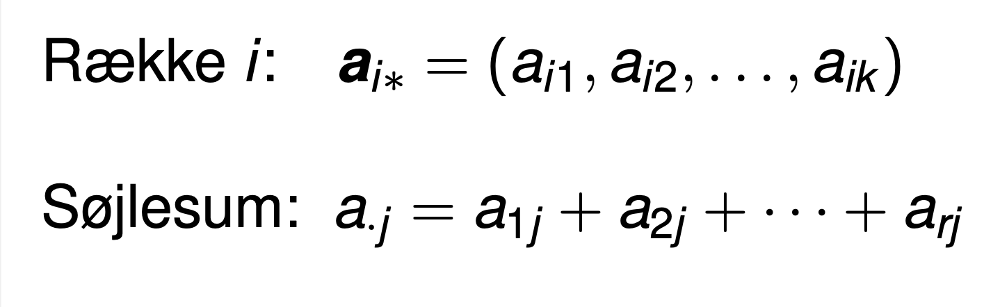 Række i: a_{i*} = (a_{i1}, a_{i2}, . . . , a_{ik})
Søjlesum: a_{·j} = a_{1j} + a_{2j} + · · · + a_{rj}